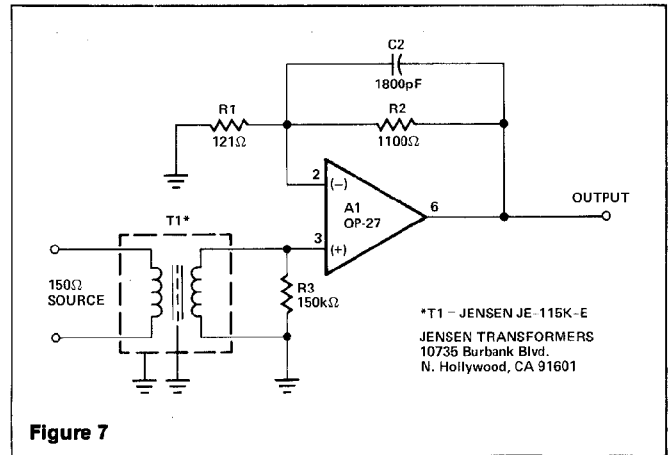 C2
1800pF
R1
R2
121Ω
1100Ω
2
(−)
A1
OP-27
6
OUTPUT
T1*
3
(+)
150Ω
SOURCE
R3
150kΩ
*T1 – JENSEN JE-115K-E
JENSEN TRANSFORMERS
10735 Burbank Blvd.
N. Hollywood, CA 91601
Figure 7